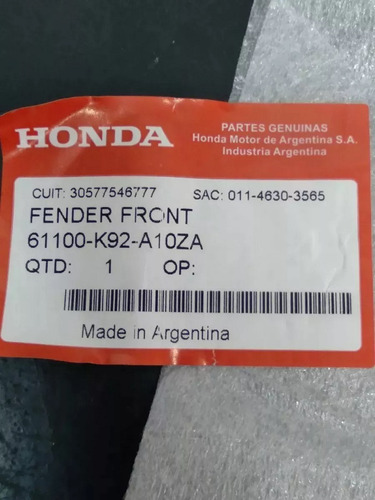 HONDA
PARTES GENUINAS
Honda Motor de Argentina S.A.
Industria Argentina
CUIT: 30577546777 SAC: 011-4630-3565
FENDER FRONT
61100-K92-A10ZA
QTD: 1 OP:
Made in Argentina